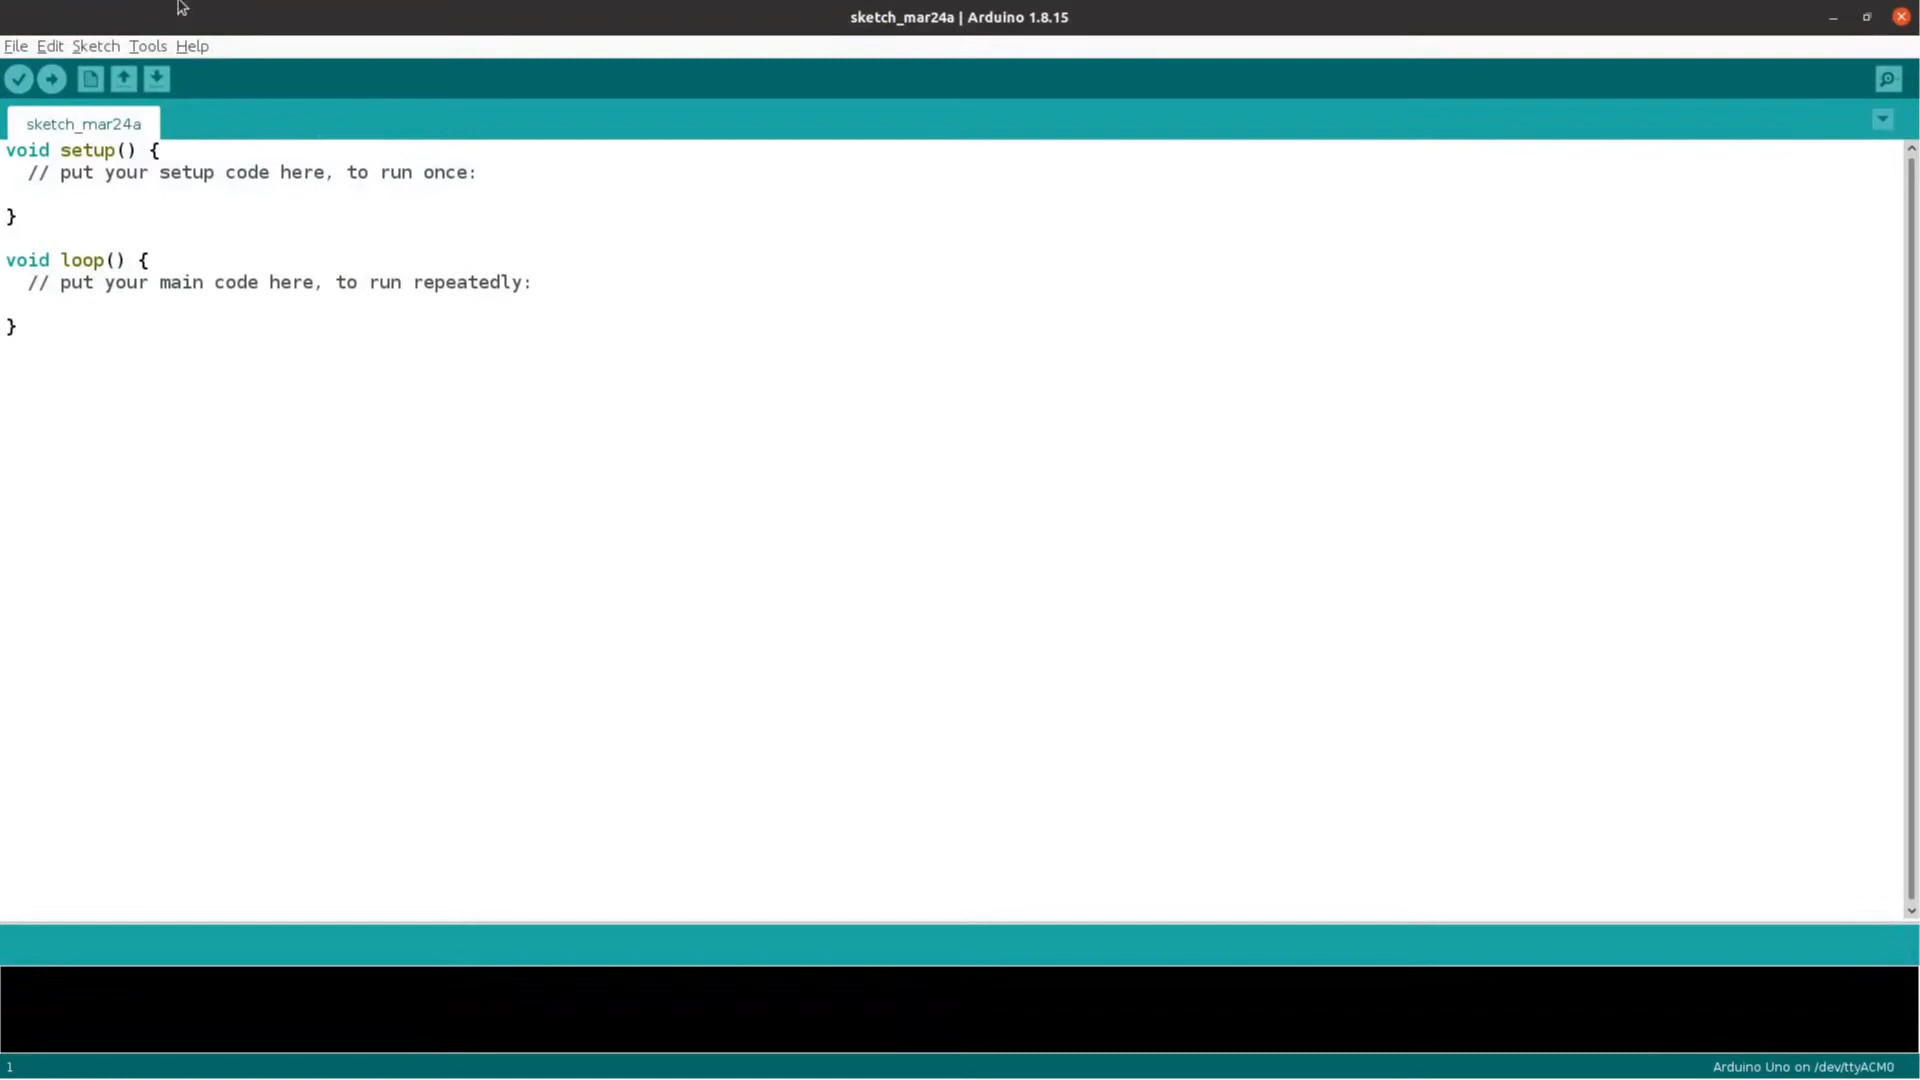 sketch_mar24a | Arduino 1.8.15
File Edit Sketch Tools Help
sketch_mar24a
void setup() {
  // put your setup code here, to run once:
}
void loop() {
  // put your main code here, to run repeatedly:
}
1
Arduino Uno on /dev/ttyACM0